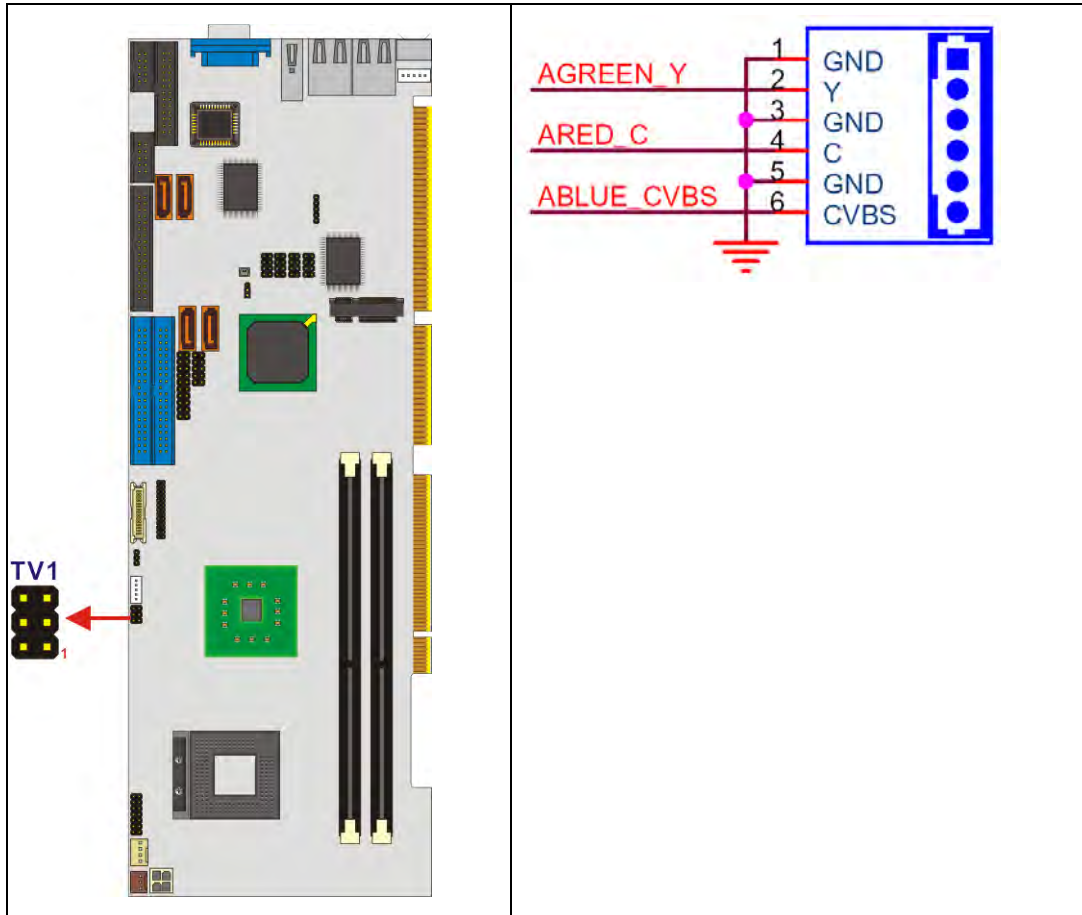 TV1
1
AGREEN_Y
ARED_C
ABLUE_CVBS
1 GND
2 Y
3 GND
4 C
5 GND
6 CVBS